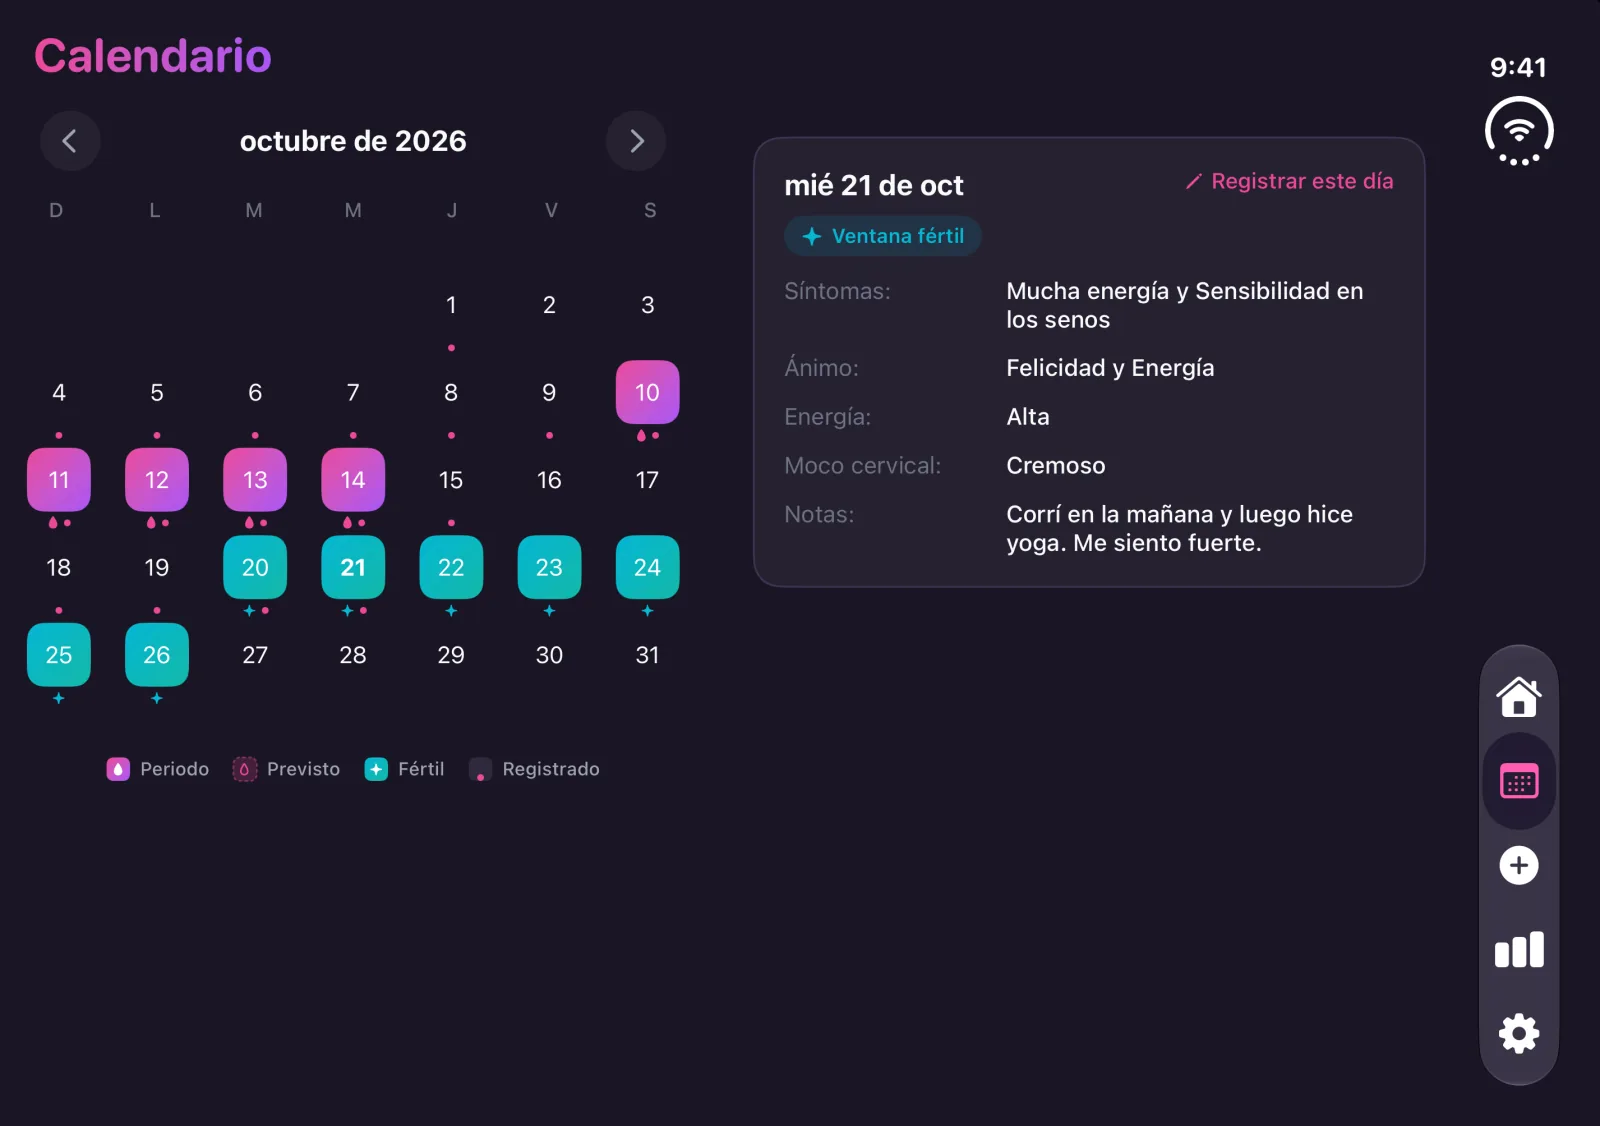 Calendario
9:41
octubre de 2026
D L M M J V S
1 2 3
4 5 6 7 8 9 10
11 12 13 14 15 16 17
18 19 20 21 22 23 24
25 26 27 28 29 30 31
Periodo Previsto Fértil Registrado
mié 21 de oct
Registrar este día
Ventana fértil
Síntomas: Mucha energía y Sensibilidad en
los senos
Ánimo: Felicidad y Energía
Energía: Alta
Moco cervical: Cremoso
Notas: Corrí en la mañana y luego hice
yoga. Me siento fuerte.